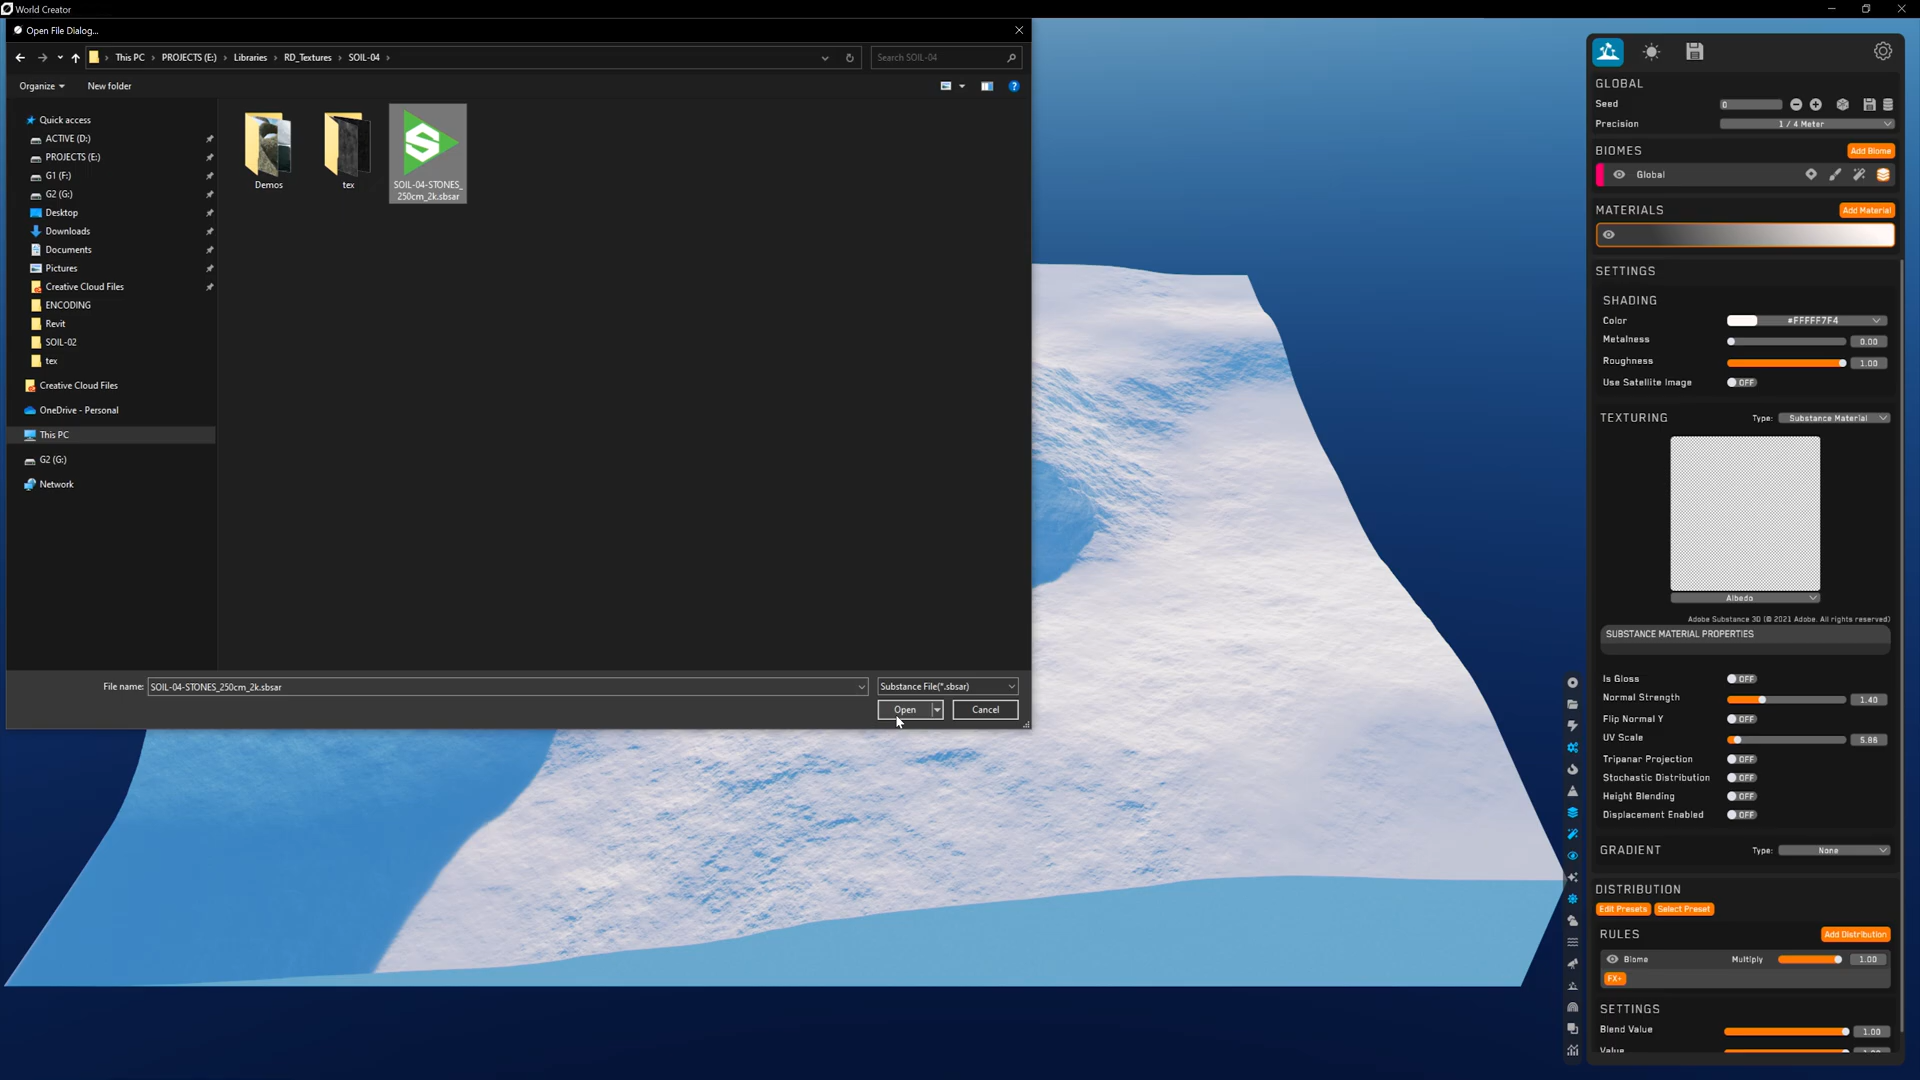 World Creator
Open File Dialog...
This PC
PROJECTS (E:)
Libraries
RD_Textures
SOIL-04
Search SOIL-04
Organize
New folder
Quick access
ACTIVE (D:)
PROJECTS (E:)
G1 (F:)
G2 (G:)
Desktop
Downloads
Documents
Pictures
Creative Cloud Files
ENCODING
Revit
SOIL-02
tex
Creative Cloud Files
OneDrive - Personal
This PC
G2 (G:)
Network
Demos
tex
SOIL-04-STONES_
250cm_2k.sbsar
File name: SOIL-04-STONES_250cm_2k.sbsar
Substance File(*.sbsar)
Open
Cancel
GLOBAL
Seed 0
Precision 1 / 4 Meter
BIOMES Add Biome
Global
MATERIALS Add Material
SETTINGS
SHADING
Color #FFFFF7F4
Metalness 0.00
Roughness 1.00
Use Satellite Image OFF
TEXTURING Type: Substance Material
Albedo
Adobe Substance 3D (© 2021 Adobe. All rights reserved)
SUBSTANCE MATERIAL PROPERTIES
Is Gloss OFF
Normal Strength 1.40
Flip Normal Y OFF
UV Scale 5.86
Tripanar Projection OFF
Stochastic Distribution OFF
Height Blending OFF
Displacement Enabled OFF
GRADIENT Type: None
DISTRIBUTION
Edit Presets Select Preset
RULES Add Distribution
Biome Multiply 1.00
FX+
SETTINGS
Blend Value 1.00
Value 1.00